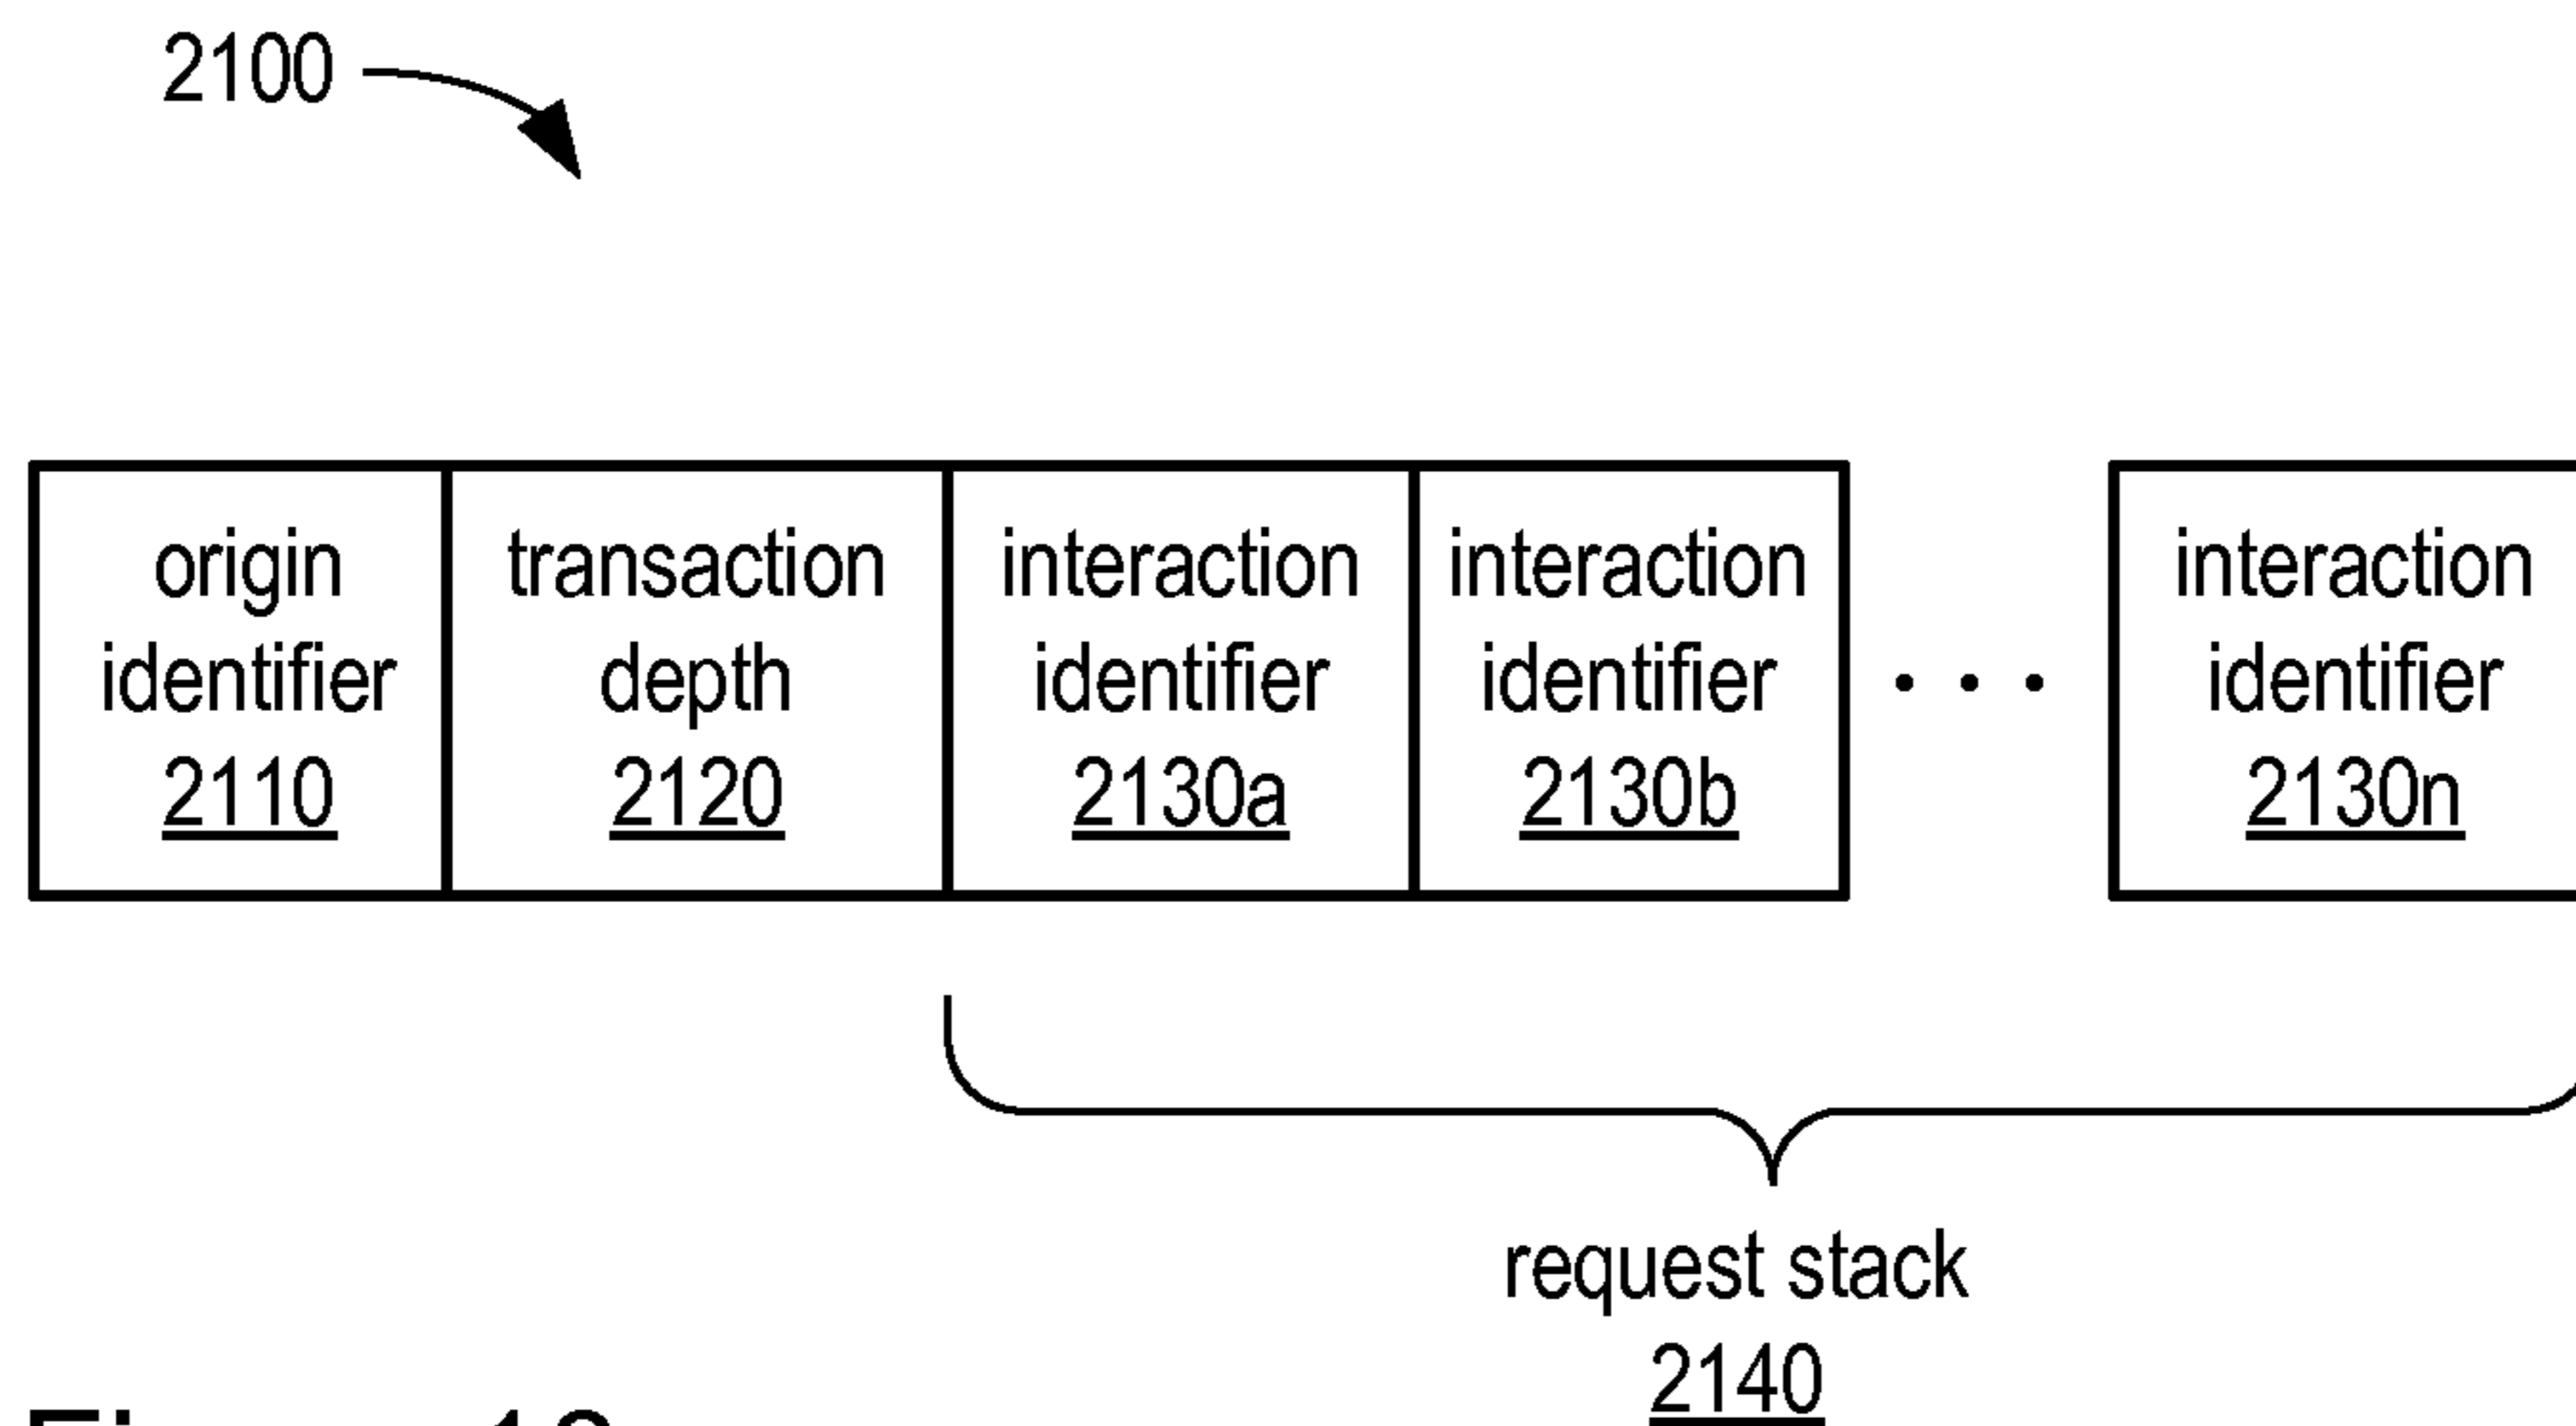 2100
origin identifier 2110
transaction depth 2120
interaction identifier 2130a
interaction identifier 2130b
. . .
interaction identifier 2130n
request stack
2140